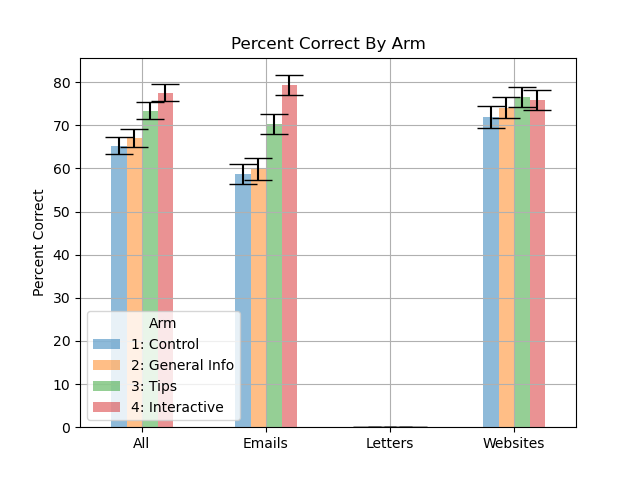 Percent Correct By Arm
Percent Correct
80
70
60
50
40
30
20
10
0
Arm
1: Control
2: General Info
3: Tips
4: Interactive
All
Emails
Letters
Websites